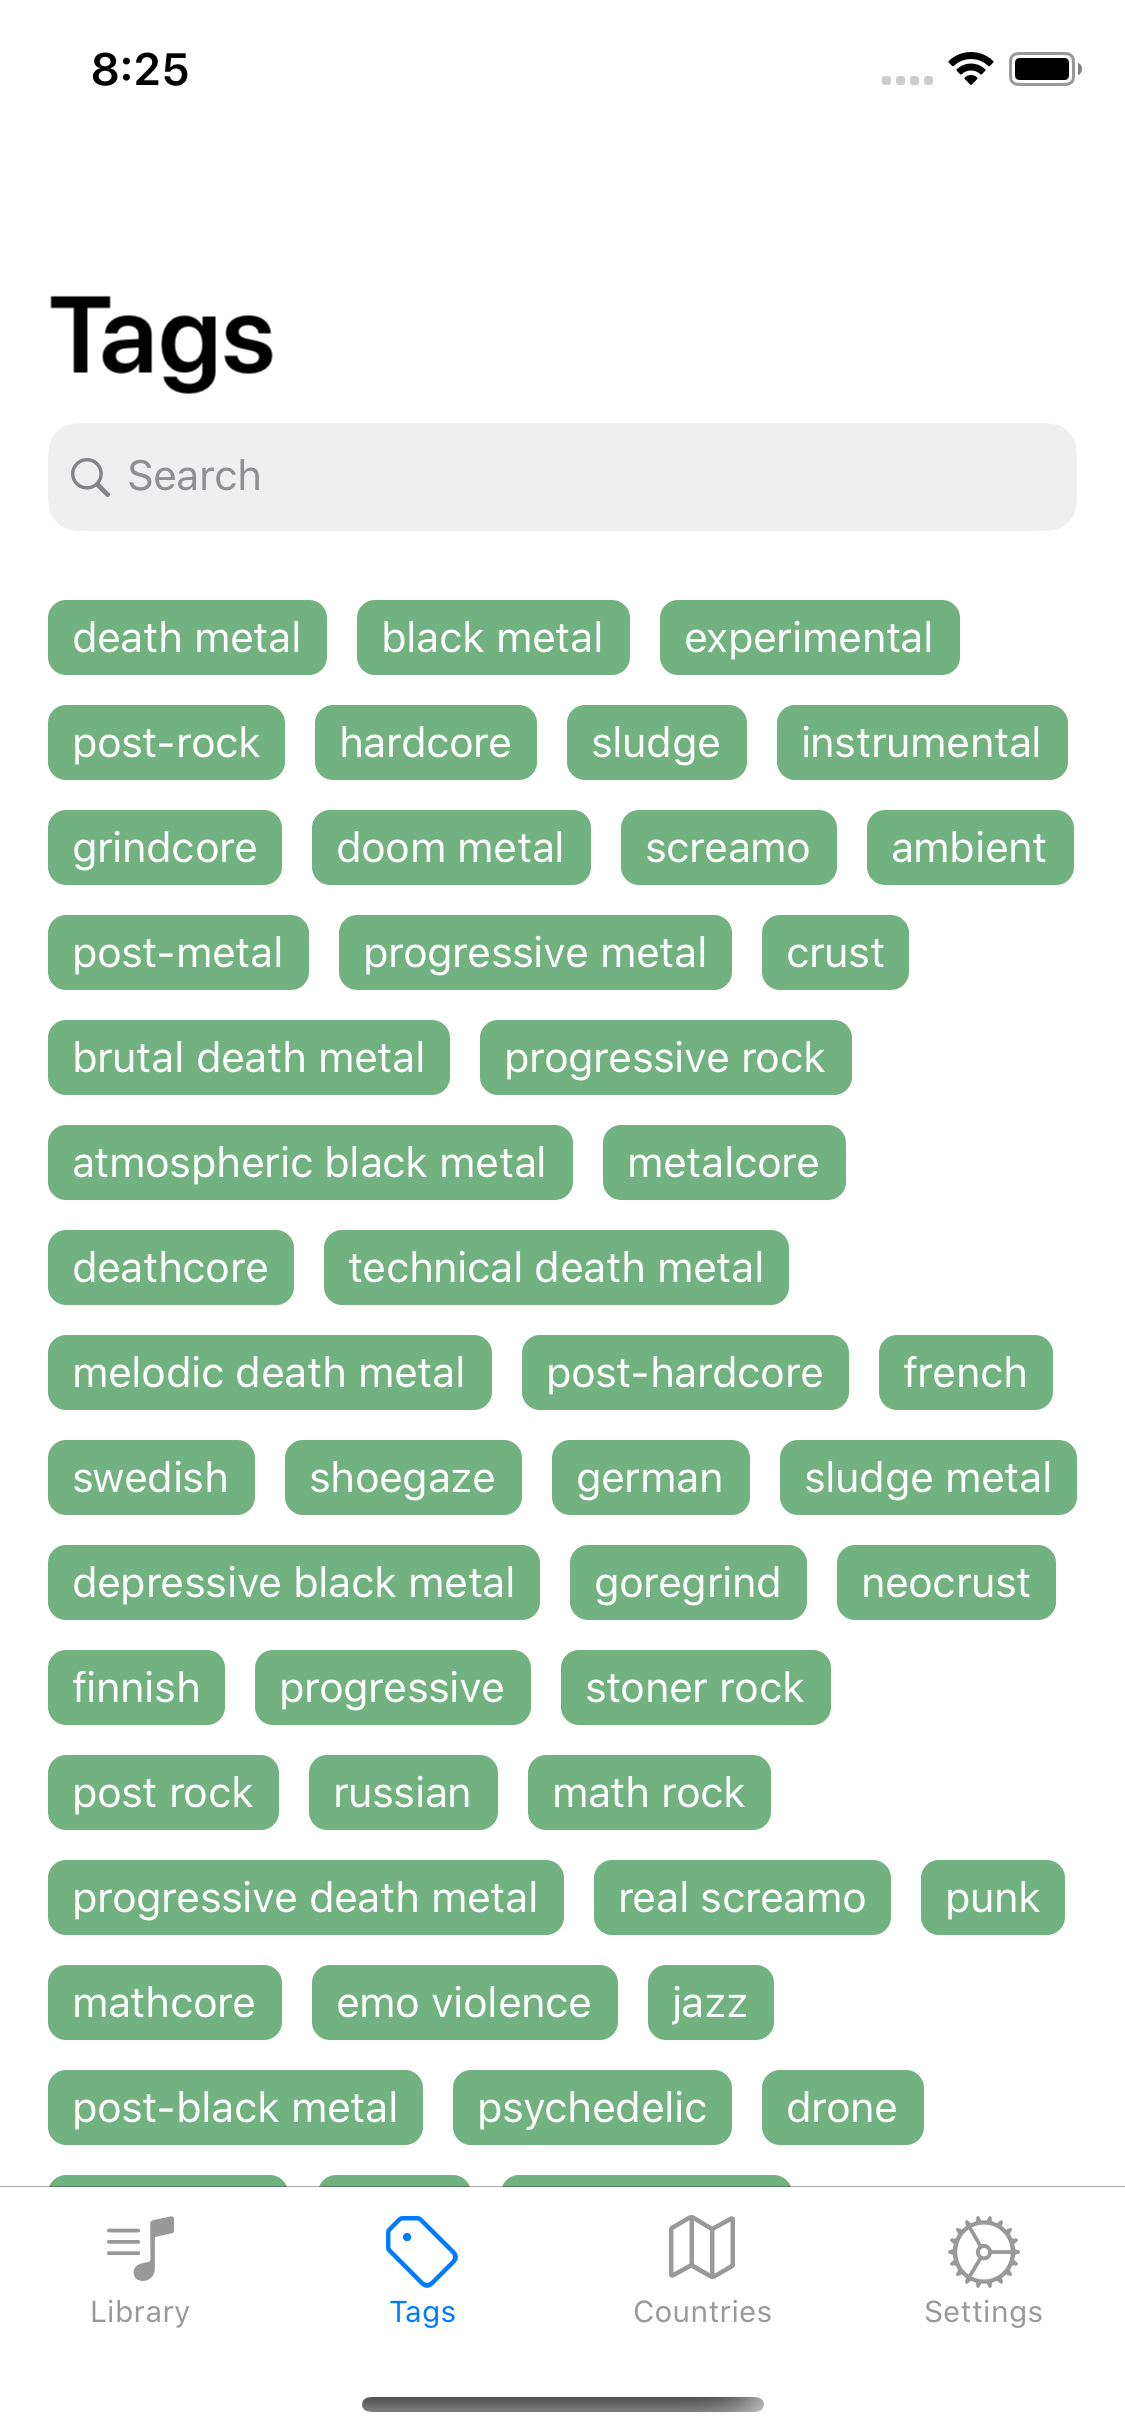 8:25
Tags
Search
death metal black metal experimental
post-rock hardcore sludge instrumental
grindcore doom metal screamo ambient
post-metal progressive metal crust
brutal death metal progressive rock
atmospheric black metal metalcore
deathcore technical death metal
melodic death metal post-hardcore french
swedish shoegaze german sludge metal
depressive black metal goregrind neocrust
finnish progressive stoner rock
post rock russian math rock
progressive death metal real screamo punk
mathcore emo violence jazz
post-black metal psychedelic drone
Library Tags Countries Settings